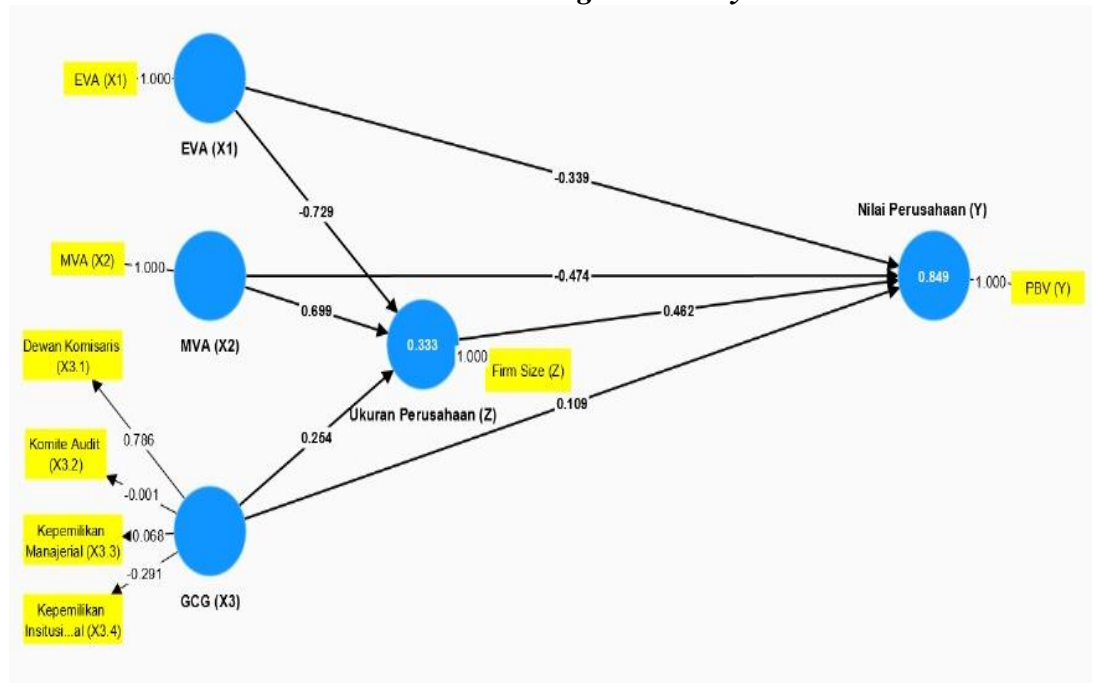 EVA (X1)
1.000
EVA (X1)
-0.339
-0.729
Nilai Perusahaan (Y)
MVA (X2)
1.000
-0.474
0.849
1.000
PBV (Y)
0.699
0.462
MVA (X2)
0.333
1.000
Firm Size (Z)
Dewan Komisaris
(X3.1)
Ukuran Perusahaan (Z)
0.109
0.786
0.254
Komite Audit
(X3.2)
-0.001
Kepemilikan
Manajerial (X3.3)
0.068
-0.291
GCG (X3)
Kepemilikan
Insitusi...al (X3.4)